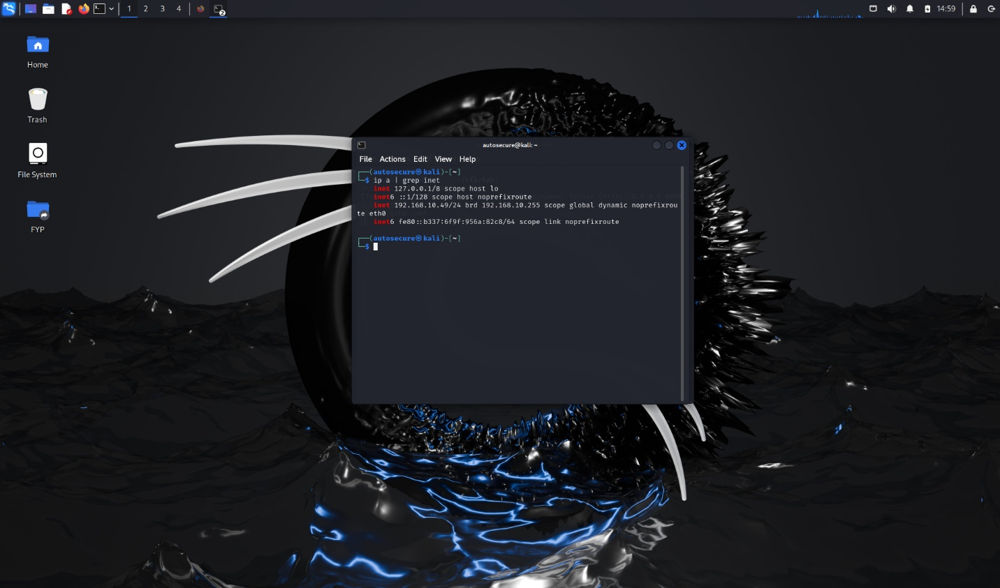 1 2 3 4 2 14:59
Home
Trash
File System
FYP
autosecure@kali: ~
File Actions Edit View Help
┌──(autosecure㉿kali)-[~]
└─$ ip a | grep inet
inet 127.0.0.1/8 scope host lo
inet6 ::1/128 scope host noprefixroute
inet 192.168.10.49/24 brd 192.168.10.255 scope global dynamic noprefixrou
te eth0
inet6 fe80::b337:6f9f:956a:82c8/64 scope link noprefixroute
┌──(autosecure㉿kali)-[~]
└─$